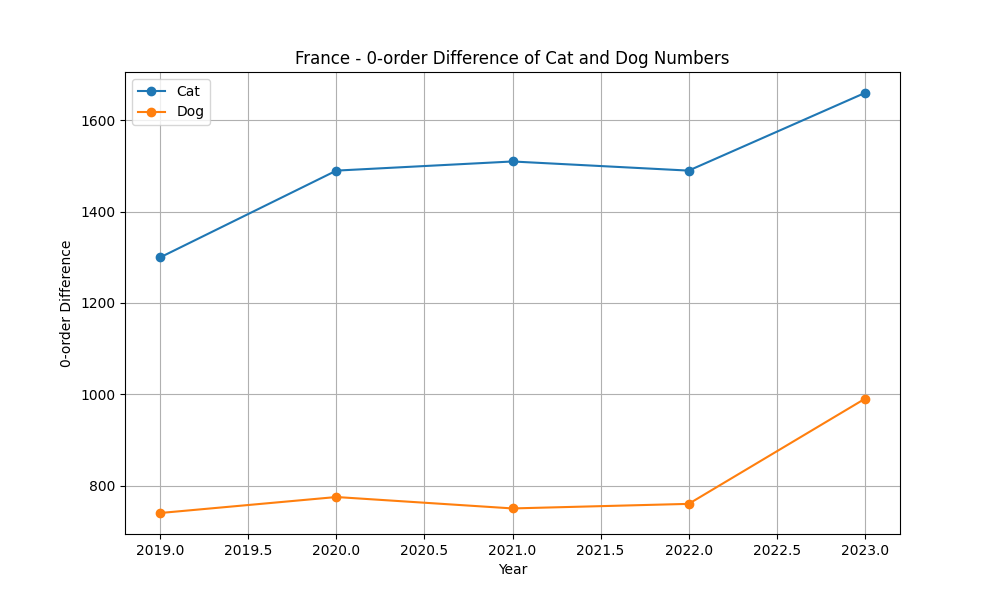 France - 0-order Difference of Cat and Dog Numbers
Cat
Dog
1600
1400
1200
1000
800
0-order Difference
2019.0 2019.5 2020.0 2020.5 2021.0 2021.5 2022.0 2022.5 2023.0
Year